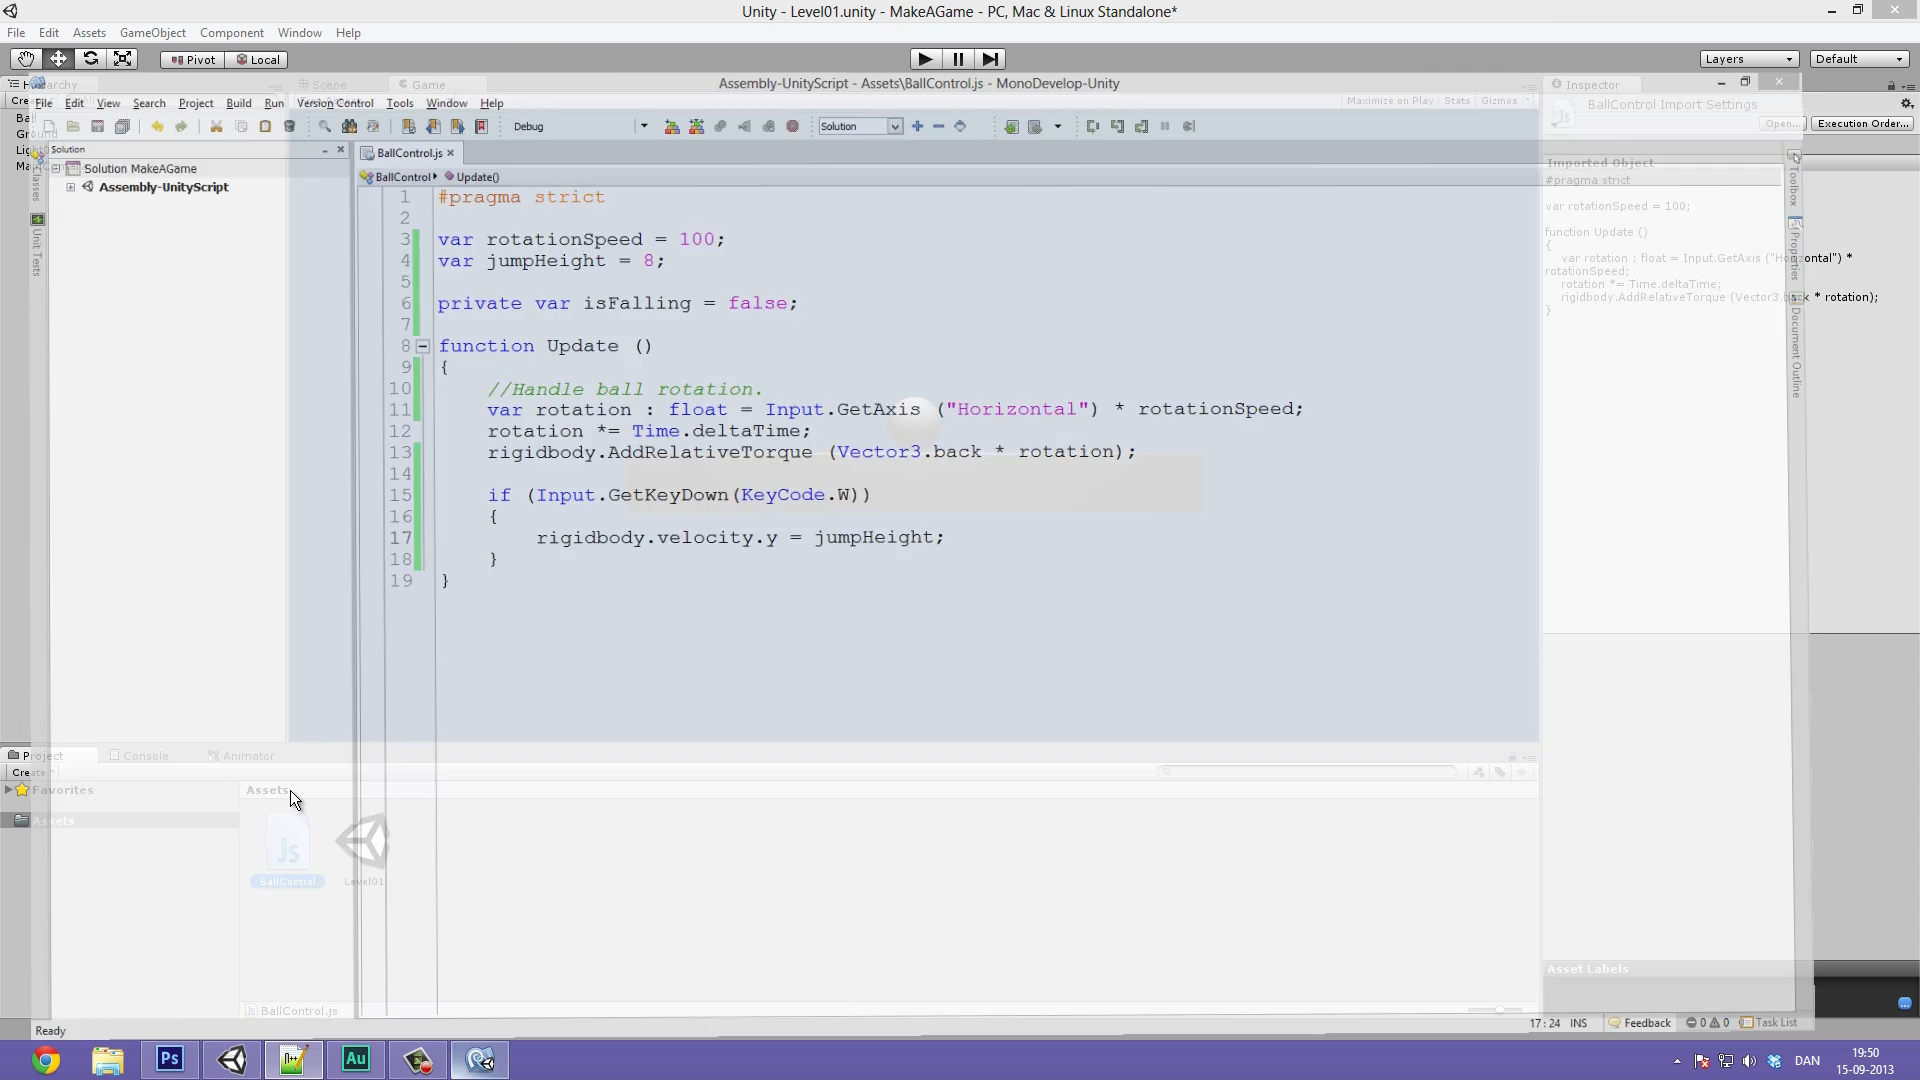 Unity - Level01.unity - MakeAGame - PC, Mac & Linux Standalone*
File Edit Assets GameObject Component Window Help
Pivot Local Layers Default
Hierarchy Scene Game Assembly-UnityScript - Assets\BallControl.js - MonoDevelop-Unity Inspector
File Edit View Search Project Build Run Version Control Tools Window Help
Maximize on Play Stats Gizmos BallControl Import Settings
Debug Solution Open... Execution Order...
Solution BallControl.js
Solution MakeAGame
Assembly-UnityScript
BallControl Update()
Classes
Unit Tests
1 #pragma strict
2
3 var rotationSpeed = 100;
4 var jumpHeight = 8;
5
6 private var isFalling = false;
7
8 function Update ()
9 {
10 //Handle ball rotation.
11 var rotation : float = Input.GetAxis ("Horizontal") * rotationSpeed;
12 rotation *= Time.deltaTime;
13 rigidbody.AddRelativeTorque (Vector3.back * rotation);
14
15 if (Input.GetKeyDown(KeyCode.W))
16 {
17 rigidbody.velocity.y = jumpHeight;
18 }
19 }
Imported Object
#pragma strict
var rotationSpeed = 100;
function Update ()
{
var rotation : float = Input.GetAxis ("Horizontal") *
rotationSpeed;
rotation *= Time.deltaTime;
rigidbody.AddRelativeTorque (Vector3.back * rotation);
}
Toolbox
Properties
Document Outline
Project Console Animator
Create
Favorites Assets
Assets
Js
BallControl Level01
Asset Labels
BallControl.js
Ready 17 : 24 INS Feedback 0 0 Task List
Ps Au DAN 19:50
15-09-2013